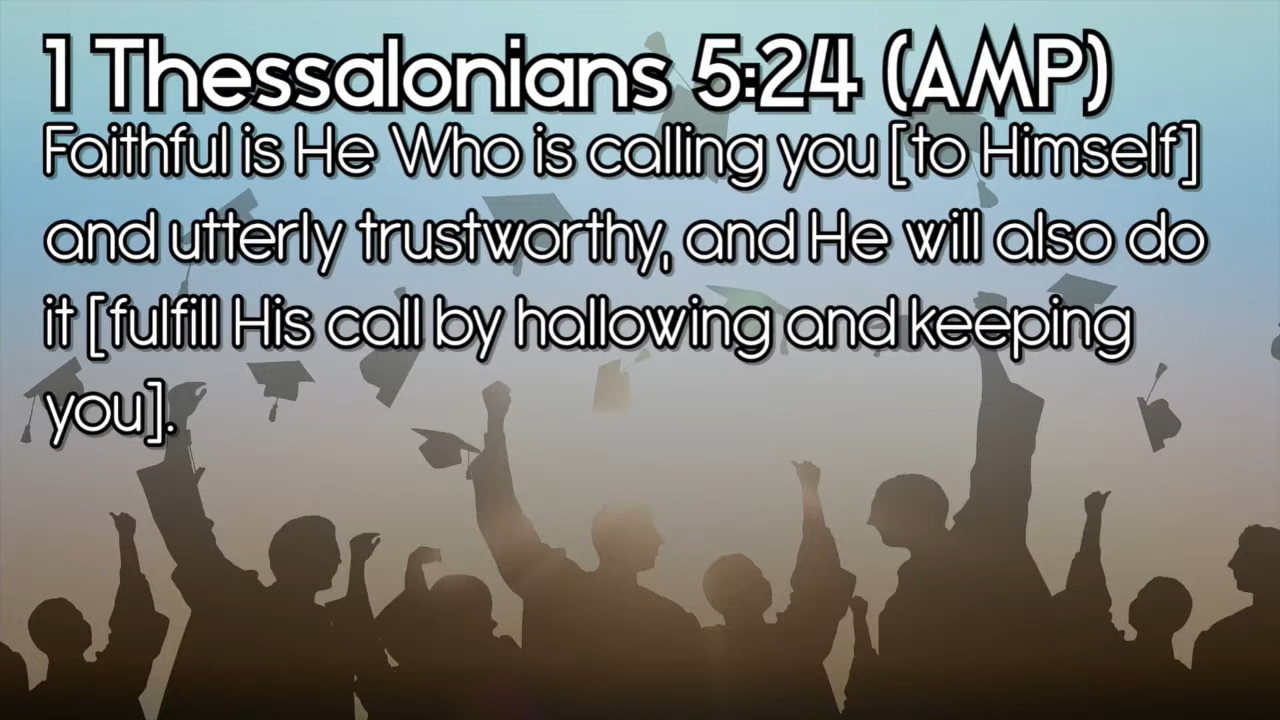 1 Thessalonians 5:24 (AMP)
Faithful is He Who is calling you [to Himself]
and utterly trustworthy, and He will also do
it [fulfill His call by hallowing and keeping
you].